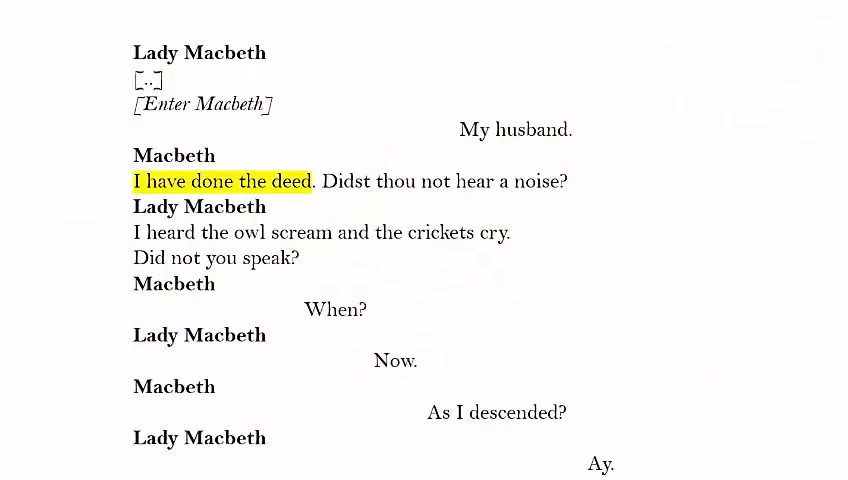 Lady Macbeth
[...]
[Enter Macbeth]
My husband.
Macbeth
I have done the deed. Didst thou not hear a noise?
Lady Macbeth
I heard the owl scream and the crickets cry.
Did not you speak?
Macbeth
When?
Lady Macbeth
Now.
Macbeth
As I descended?
Lady Macbeth
Ay.